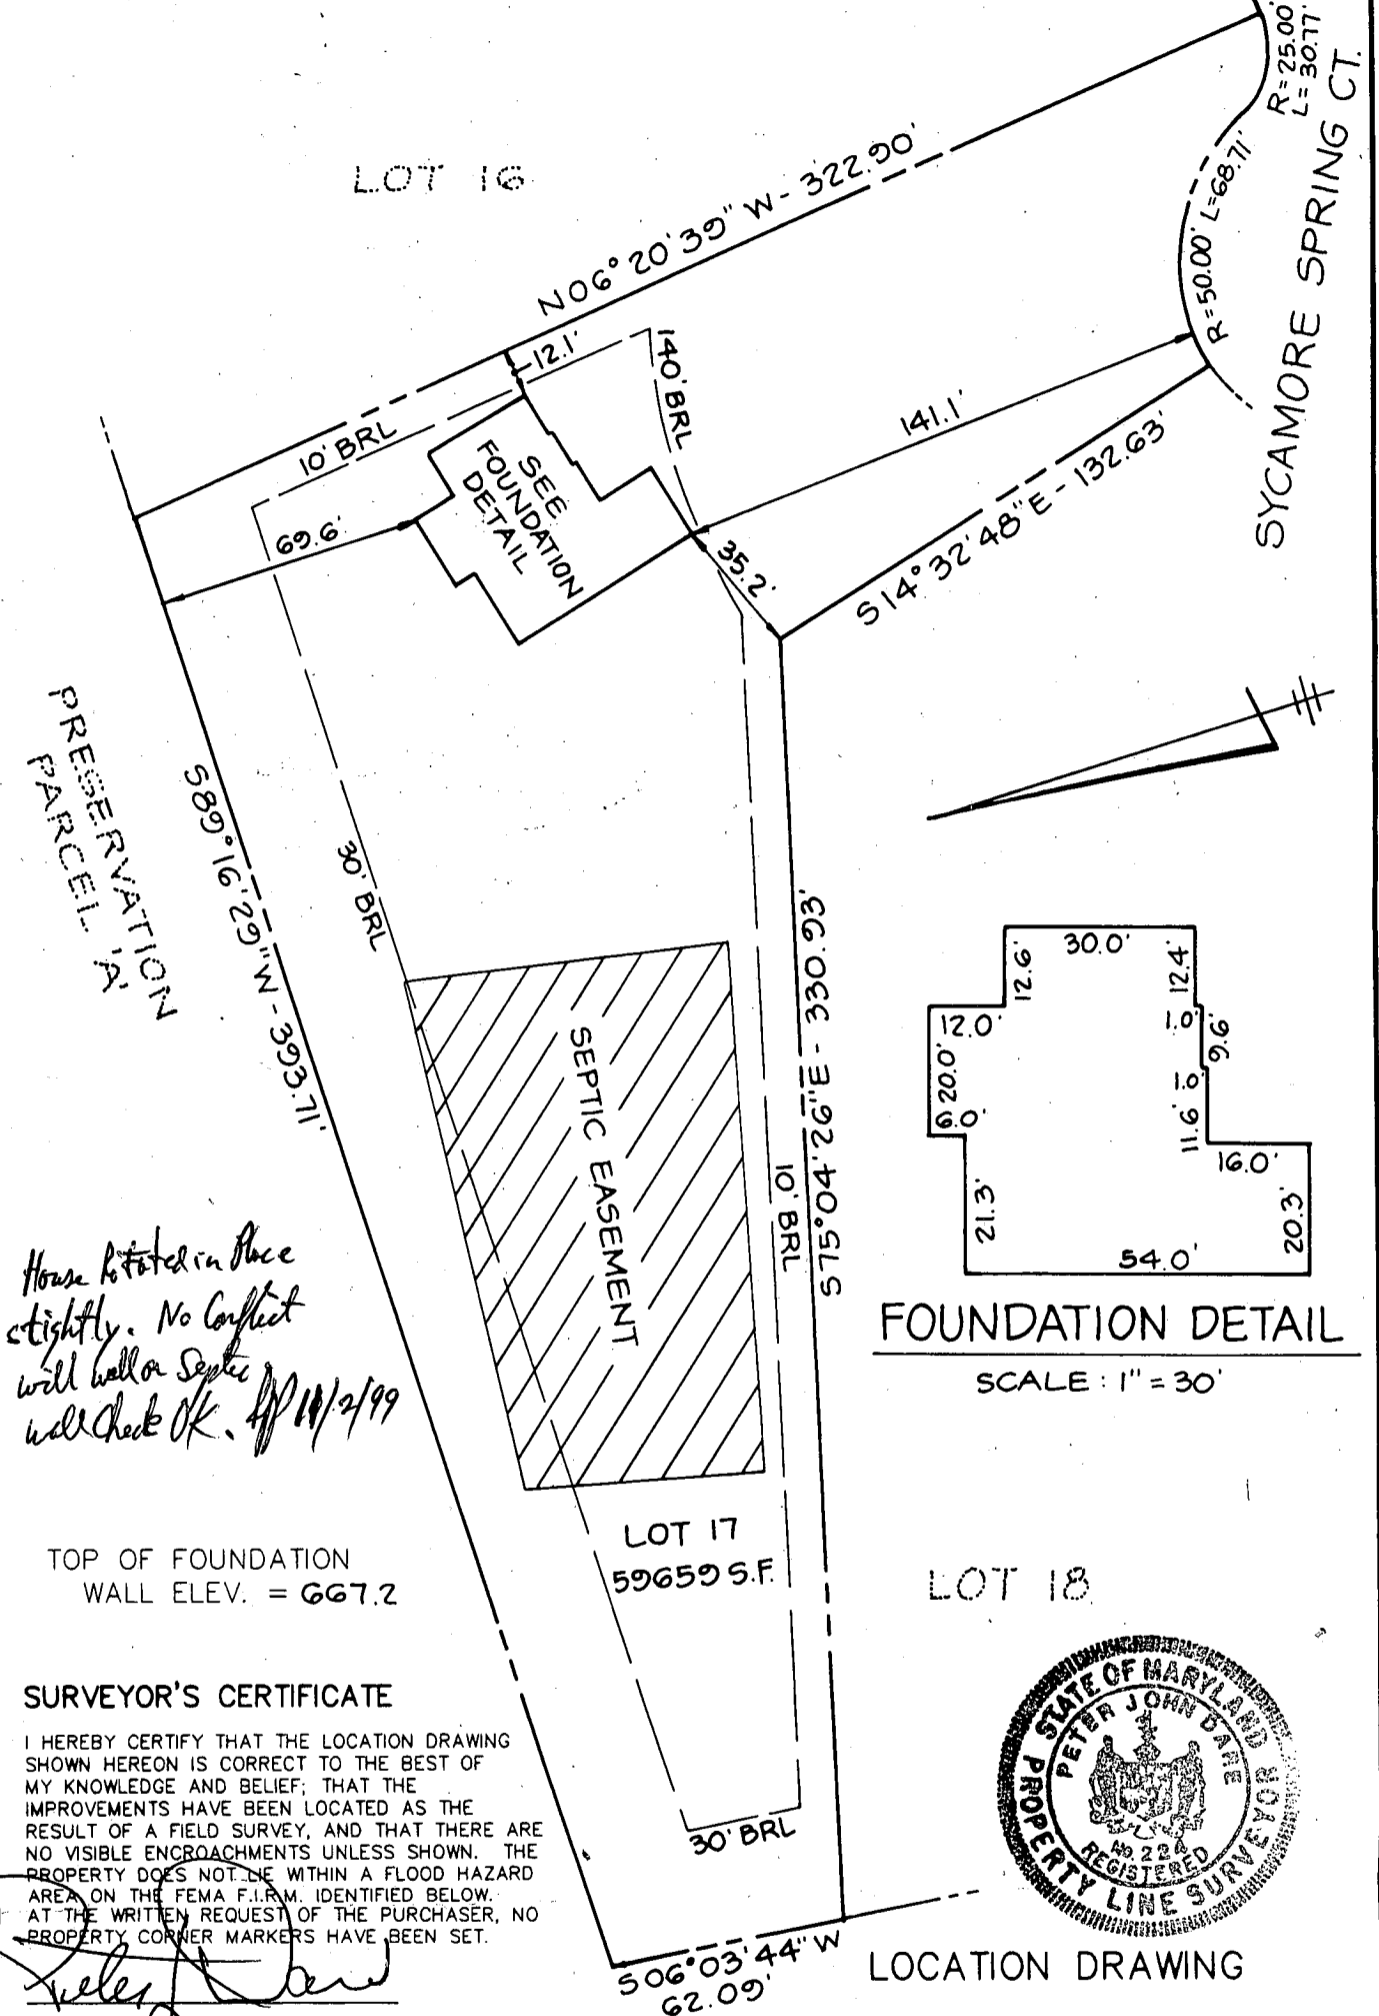 R = 25.00'
L = 30.77'
SYCAMORE SPRING CT.
R = 50.00' L=68.71'
LOT 16
N06°20'39"W - 322.90'
12.1'
140' BRL
10' BRL
141.1'
SEE
FOUNDATION
DETAIL
69.6'
35.2'
S14°32'48"E - 132.63'
PRESERVATION
PARCEL 'A'
S89°16'29"W - 393.71'
30' BRL
S75°04'26"E - 330.93'
10' BRL
SEPTIC EASEMENT
30.0'
12.6'
12.4'
12.0'
1.0'
9.6'
20.0'
1.0'
6.0'
11.6'
16.0'
21.3'
20.3'
54.0'
FOUNDATION DETAIL
SCALE : 1" = 30'
House Rotated in Place
slightly. No Conflict
will well or Septic
well Check OK. 11/2/99
LOT 17
59659 S.F.
TOP OF FOUNDATION
WALL ELEV. = 667.2
LOT 18
SURVEYOR'S CERTIFICATE
I HEREBY CERTIFY THAT THE LOCATION DRAWING
SHOWN HEREON IS CORRECT TO THE BEST OF
MY KNOWLEDGE AND BELIEF; THAT THE
IMPROVEMENTS HAVE BEEN LOCATED AS THE
RESULT OF A FIELD SURVEY, AND THAT THERE ARE
NO VISIBLE ENCROACHMENTS UNLESS SHOWN. THE
PROPERTY DOES NOT LIE WITHIN A FLOOD HAZARD
AREA ON THE FEMA F.I.R.M. IDENTIFIED BELOW.
AT THE WRITTEN REQUEST OF THE PURCHASER, NO
PROPERTY CORNER MARKERS HAVE BEEN SET.
30' BRL
S06°03'44"W
62.09'
STATE OF MARYLAND
PETER JOHN DARE
No. 224
REGISTERED
PROPERTY LINE SURVEYOR
LOCATION DRAWING